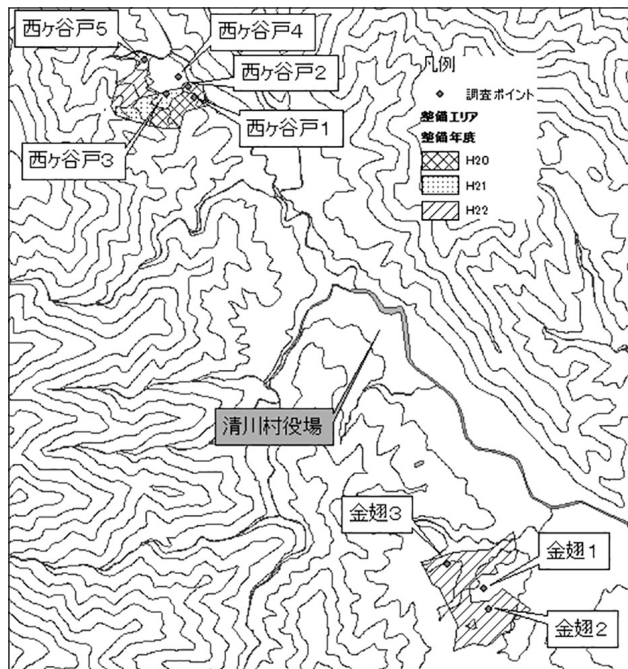 西ヶ谷戸5
西ヶ谷戸4
西ヶ谷戸2
西ヶ谷戸1
西ヶ谷戸3
凡例
調査ポイント
整備エリア
整備年度
H20
H21
H22
清川村役場
金翅3
金翅1
金翅2